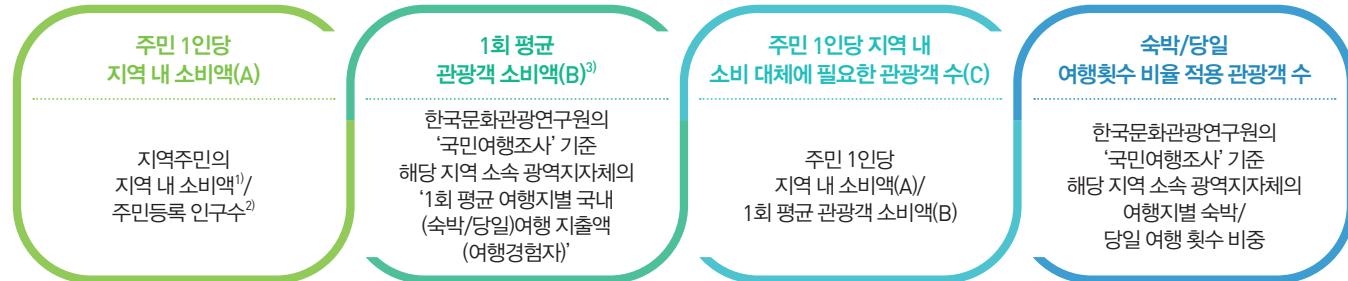 주민 1인당
지역 내 소비액(A)
지역주민의
지역 내 소비액1)/
주민등록 인구수2)
1회 평균
관광객 소비액(B)3)
한국문화관광연구원의
‘국민여행조사’ 기준
해당 지역 소속 광역지자체의
‘1회 평균 여행지별 국내
(숙박/당일)여행 지출액
(여행경험자)’
주민 1인당 지역 내
소비 대체에 필요한 관광객 수(C)
주민 1인당
지역 내 소비액(A)/
1회 평균 관광객 소비액(B)
숙박/당일
여행횟수 비율 적용 관광객 수
한국문화관광연구원의
‘국민여행조사’ 기준
해당 지역 소속 광역지자체의
여행지별 숙박/
당일 여행 횟수 비중